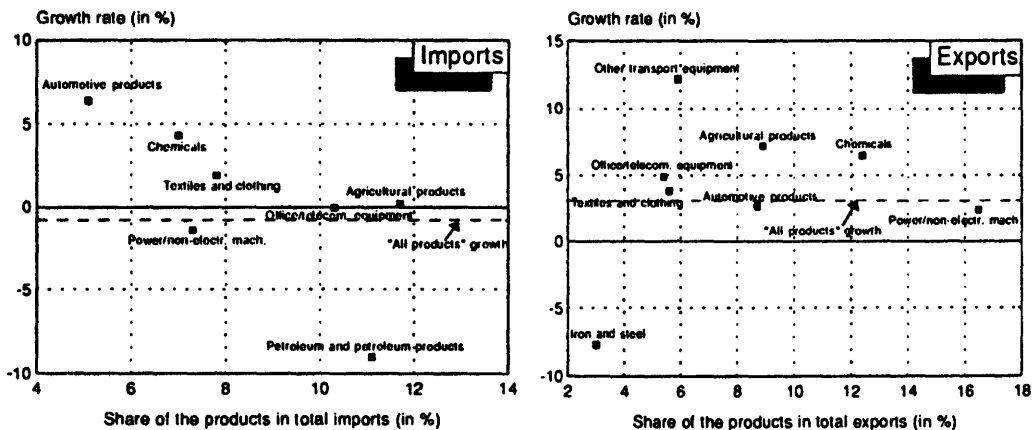 Growth rate (in %)
Imports
10
5
0
-5
-10
Automotive products
Chemicals
Textiles and clothing
Agricultural products
Office/telecom. equipment
Power/non-electr. mach.
"All products" growth
Petroleum and petroleum products
4
6
8
10
12
14
Share of the products in total imports (in %)
Growth rate (in %)
Exports
15
10
5
0
-5
-10
Other transport equipment
Agricultural products
Chemicals
Office/telecom. equipment
Textiles and clothing
Automotive products
Power/non-electr. mach.
"All products" growth
Iron and steel
2
4
6
8
10
12
14
16
18
Share of the products in total exports (in %)